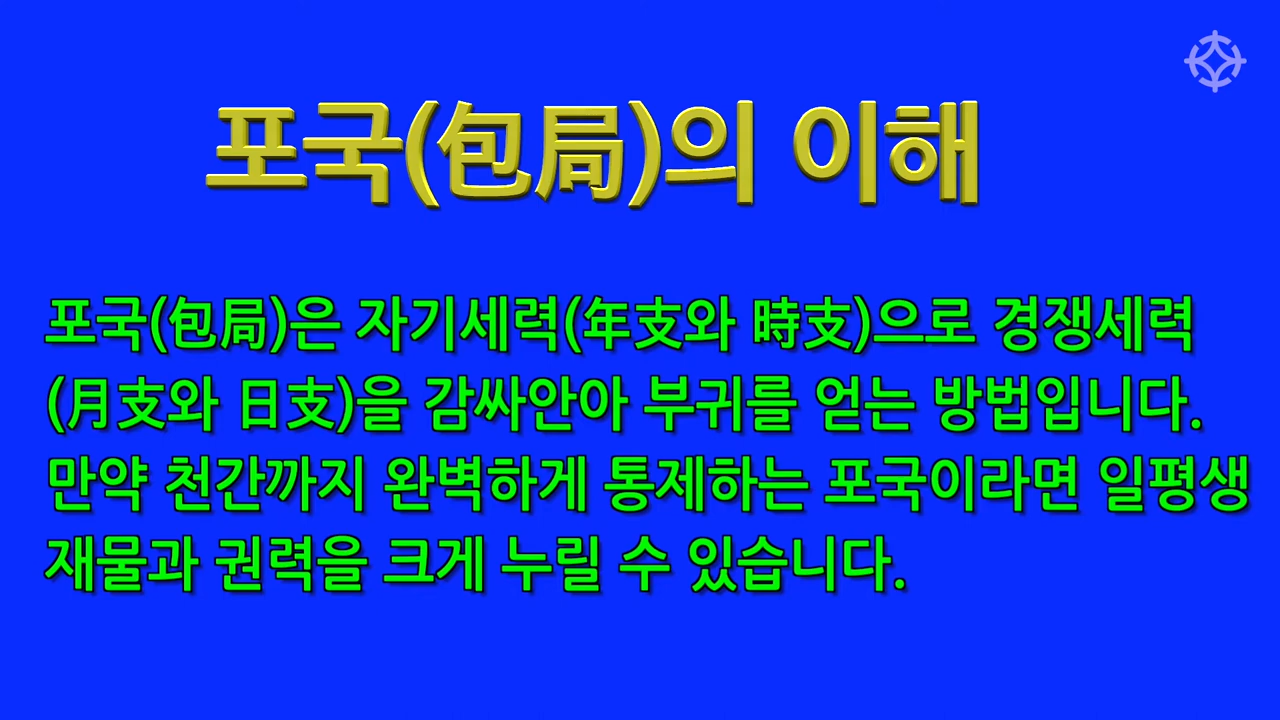 포국(包局)의 이해
포국(包局)은 자기세력(年支와 時支)으로 경쟁세력
(月支와 日支)을 감싸안아 부귀를 얻는 방법입니다.
만약 천간까지 완벽하게 통제하는 포국이라면 일평생
재물과 권력을 크게 누릴 수 있습니다.